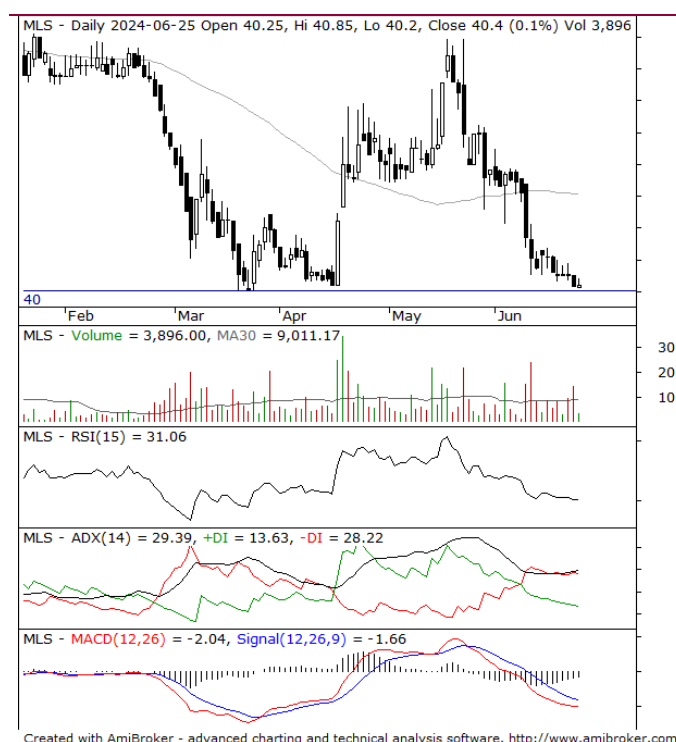 MLS - Daily 2024-06-25 Open 40.25, Hi 40.85, Lo 40.2, Close 40.4 (0.1%) Vol 3,896
40
Feb Mar Apr May Jun
MLS - Volume = 3,896.00, MA30 = 9,011.17
30
20
10
MLS - RSI(15) = 31.06
MLS - ADX(14) = 29.39, +DI = 13.63, -DI = 28.22
MLS - MACD(12,26) = -2.04, Signal(12,26,9) = -1.66
Created with AmiBroker - advanced charting and technical analysis software. http://www.amibroker.com